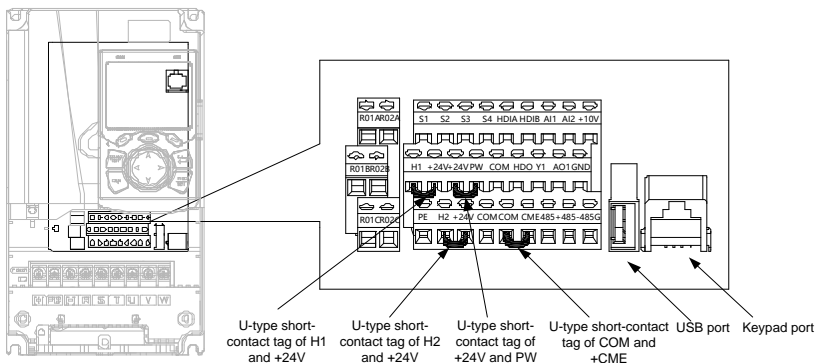 R01A R02A
S1 S2 S3 S4 HDIA HDIB AI1 AI2 +10V
R01B R02B
H1 +24V +24V PW COM HDO Y1 AO1 GND
R01C R02C
PE H2 +24V COM COM CME 485+ 485- 485G
(+) PB (-) R S T U V W
U-type short-
contact tag of H1
and +24V
U-type short-
contact tag of H2
and +24V
U-type short-
contact tag of
+24V and PW
U-type short-contact
tag of COM and
+CME
USB port
Keypad port